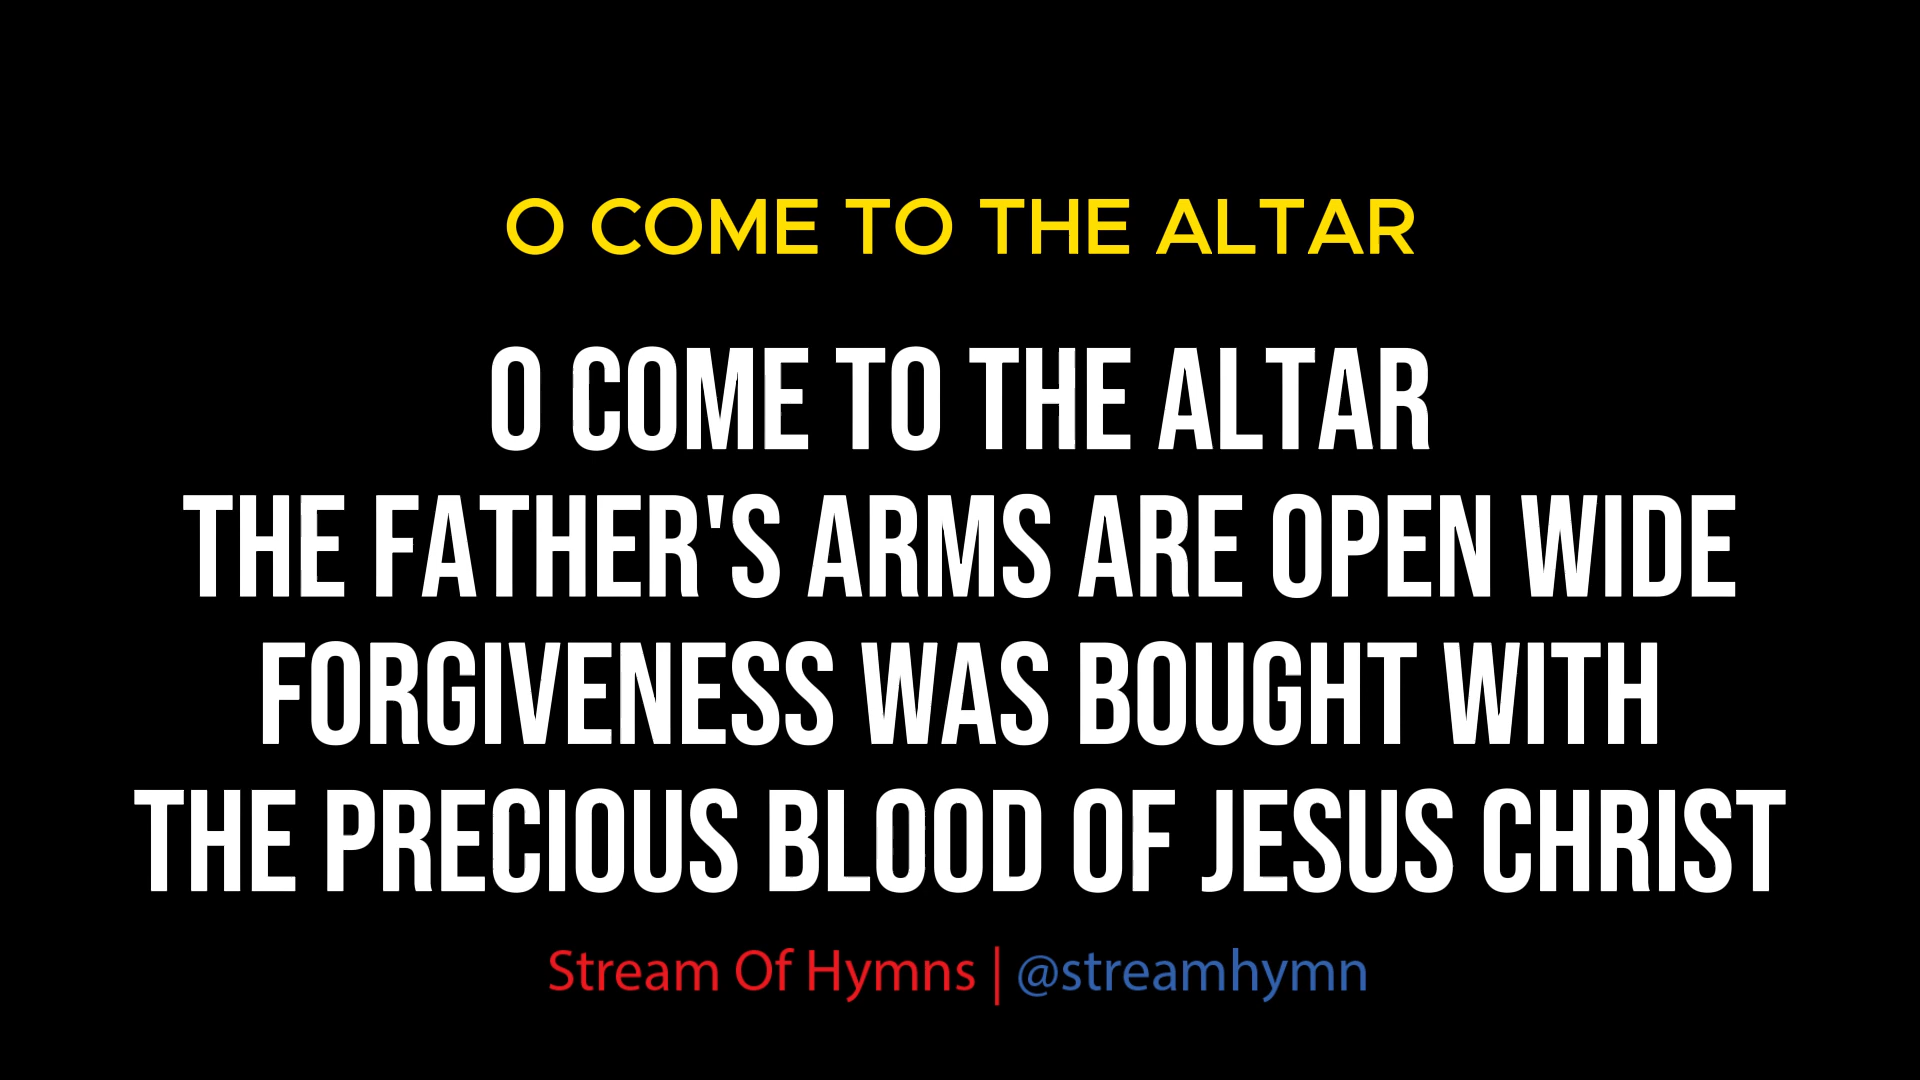 O COME TO THE ALTAR
O COME TO THE ALTAR
THE FATHER'S ARMS ARE OPEN WIDE
FORGIVENESS WAS BOUGHT WITH
THE PRECIOUS BLOOD OF JESUS CHRIST
Stream Of Hymns | @streamhymn